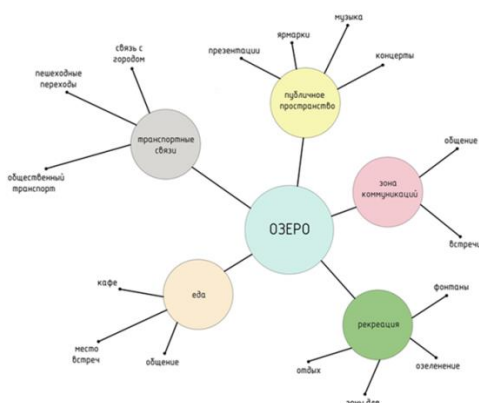 музыка
ярмарки
презентации
концерты
публичное
пространство
связь с
городом
пешеходные
переходы
общественный
транспорт
транспортные
связи
общение
зона
коммуникаций
встречи
ОЗЕРО
кафе
еда
место
встреч
общение
фонтаны
рекреация
озеленение
отдых